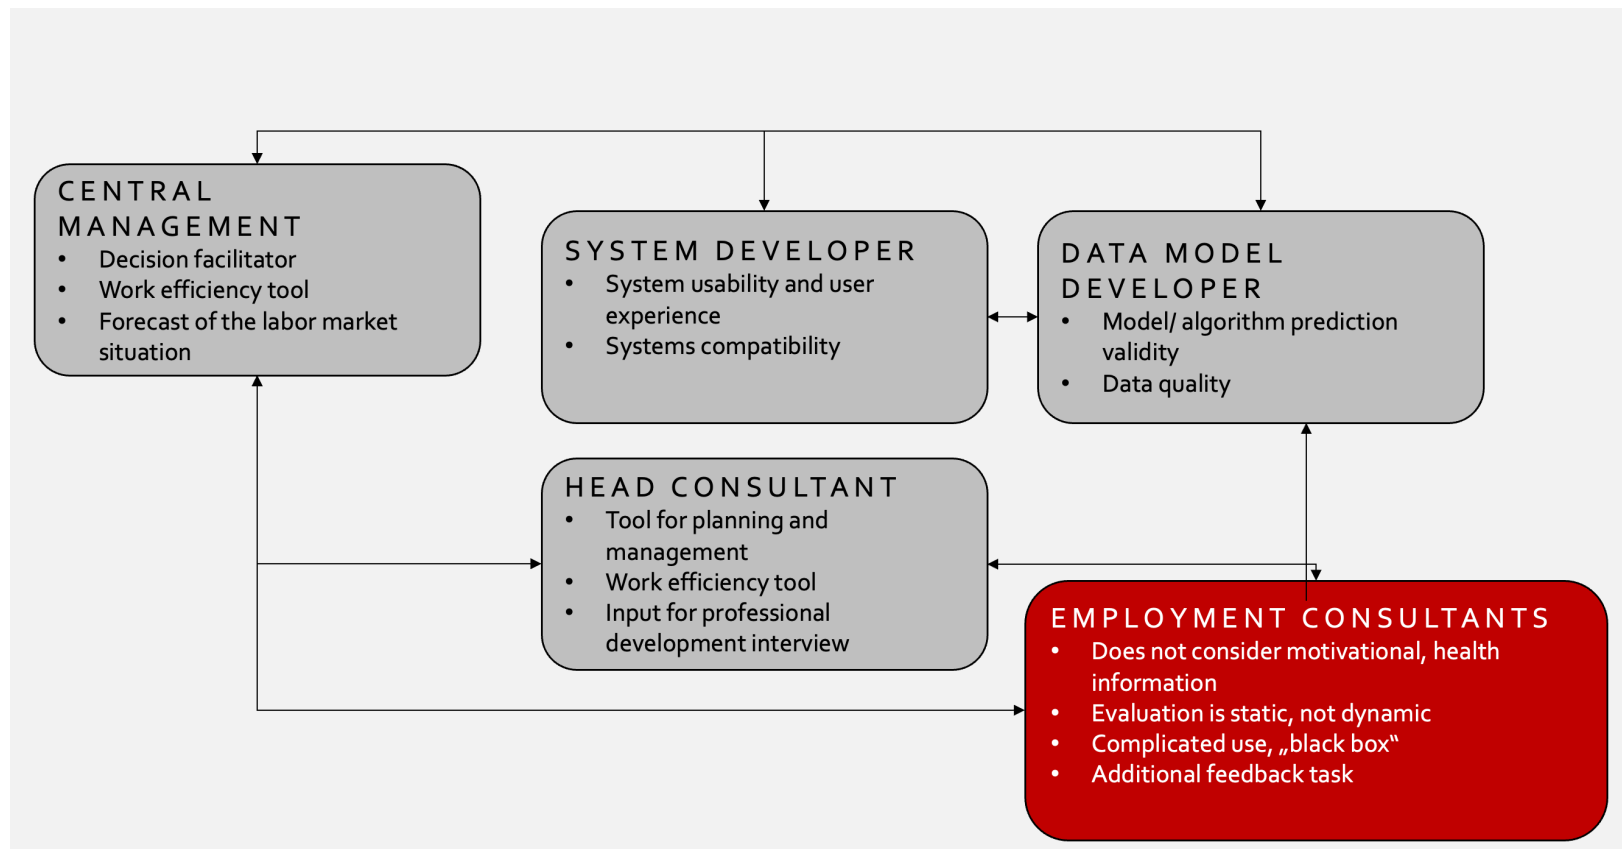 CENTRAL
MANAGEMENT
• Decision facilitator
• Work efficiency tool
• Forecast of the labor market
situation
SYSTEM DEVELOPER
• System usability and user
experience
• Systems compatibility
DATA MODEL
DEVELOPER
• Model/ algorithm prediction
validity
• Data quality
HEAD CONSULTANT
• Tool for planning and
management
• Work efficiency tool
• Input for professional
development interview
EMPLOYMENT CONSULTANTS
• Does not consider motivational, health
information
• Evaluation is static, not dynamic
• Complicated use, „black box“
• Additional feedback task